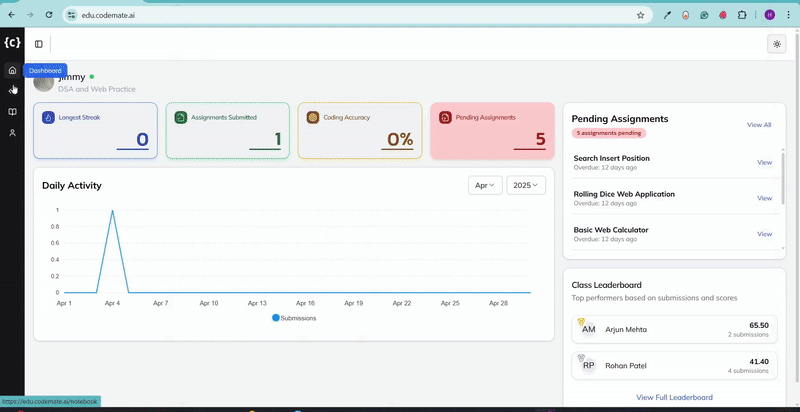 edu.codemate.ai
H
{C}
Dashboard
Jimmy
DSA and Web Practice
Longest Streak
0
Assignments Submitted
1
Coding Accuracy
0%
Pending Assignments
5
Daily Activity
Apr
2025
1
0.8
0.6
0.4
0.2
0
Apr 1
Apr 4
Apr 7
Apr 10
Apr 13
Apr 16
Apr 19
Apr 22
Apr 25
Apr 28
Submissions
Pending Assignments
View All
5 assignments pending
Search Insert Position
Overdue: 12 days ago
View
Rolling Dice Web Application
Overdue: 12 days ago
View
Basic Web Calculator
Overdue: 12 days ago
View
Class Leaderboard
Top performers based on submissions and scores
AM
Arjun Mehta
65.50
2 submissions
RP
Rohan Patel
41.40
4 submissions
View Full Leaderboard
https://edu.codemate.ai/notebook